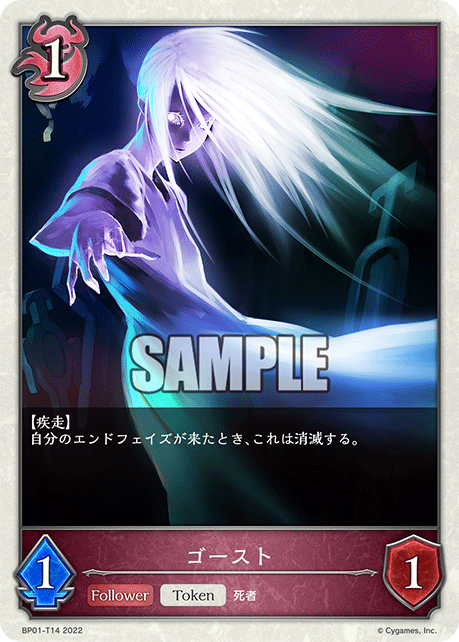 1
SAMPLE
【疾走】
自分のエンドフェイズが来たとき、これは消滅する。
ゴースト
1
Follower Token 死者
1
BP01-T14 2022
© Cygames, Inc.